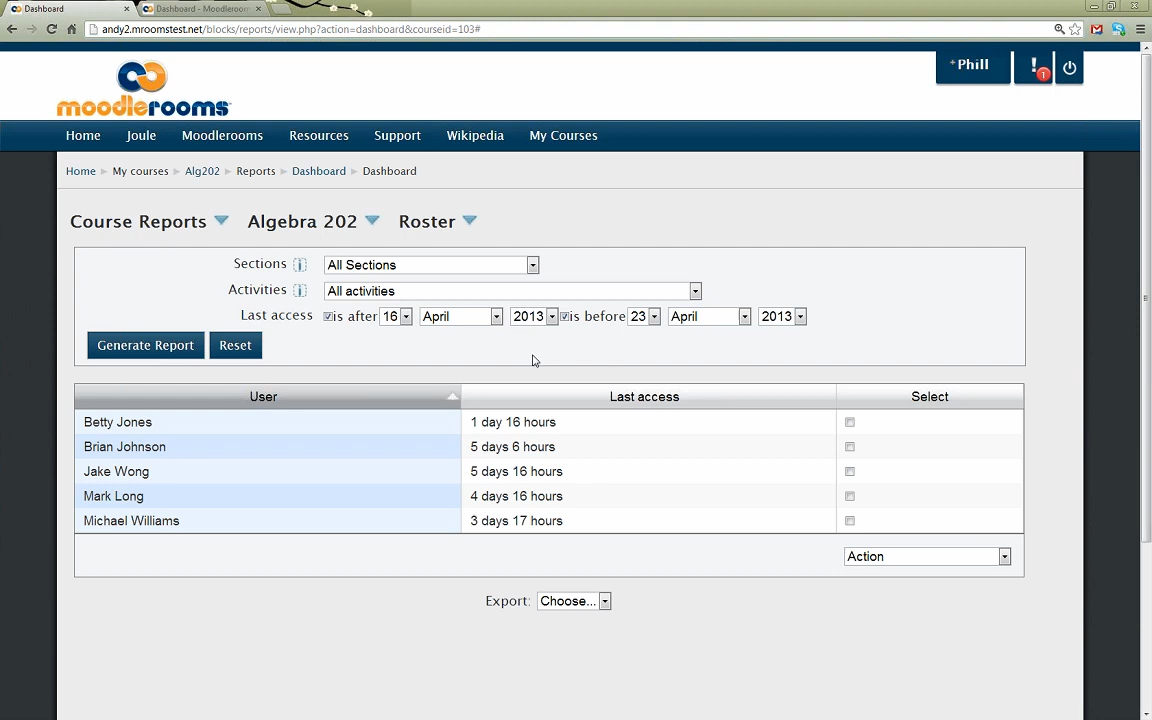 Dashboard
Dashboard - Moodleroom
andy2.mroomstest.net/blocks/reports/view.php?action=dashboard&courseid=103#
moodlerooms
Phill
! 1
Home Joule Moodlerooms Resources Support Wikipedia My Courses
Home My courses Alg202 Reports Dashboard Dashboard
Course Reports Algebra 202 Roster
Sections i All Sections
Activities i All activities
Last access is after 16 April 2013 is before 23 April 2013
Generate Report Reset
User Last access Select
Betty Jones 1 day 16 hours
Brian Johnson 5 days 6 hours
Jake Wong 5 days 16 hours
Mark Long 4 days 16 hours
Michael Williams 3 days 17 hours
Action
Export: Choose...